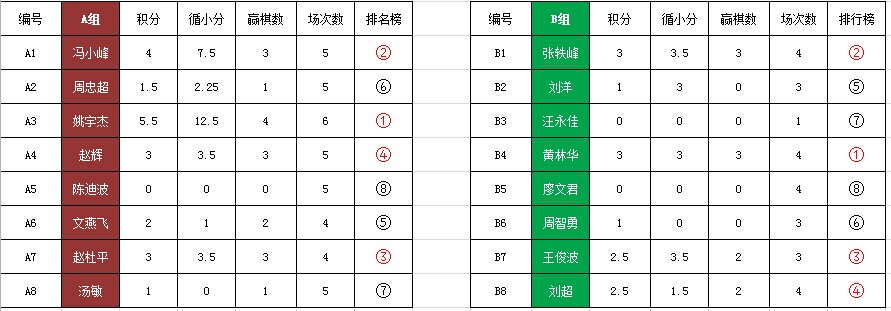 编号 A组 积分 循小分 赢棋数 场次数 排名榜 编号 B组 积分 循小分 赢棋数 场次数 排行榜
A1 冯小峰 4 7.5 3 5 ② B1 张轶峰 3 3.5 3 4 ②
A2 周忠超 1.5 2.25 1 5 ⑥ B2 刘洋 1 3 0 3 ⑤
A3 姚宇杰 5.5 12.5 4 6 ① B3 汪永佳 0 0 0 1 ⑦
A4 赵辉 3 3.5 3 5 ④ B4 黄林华 3 3 3 4 ①
A5 陈迪波 0 0 0 5 ⑧ B5 廖文君 0 0 0 4 ⑧
A6 文燕飞 2 1 2 4 ⑤ B6 周智勇 1 0 0 3 ⑥
A7 赵杜平 3 3.5 3 4 ③ B7 王俊波 2.5 3.5 2 3 ③
A8 汤敏 1 0 1 5 ⑦ B8 刘超 2.5 1.5 2 4 ④